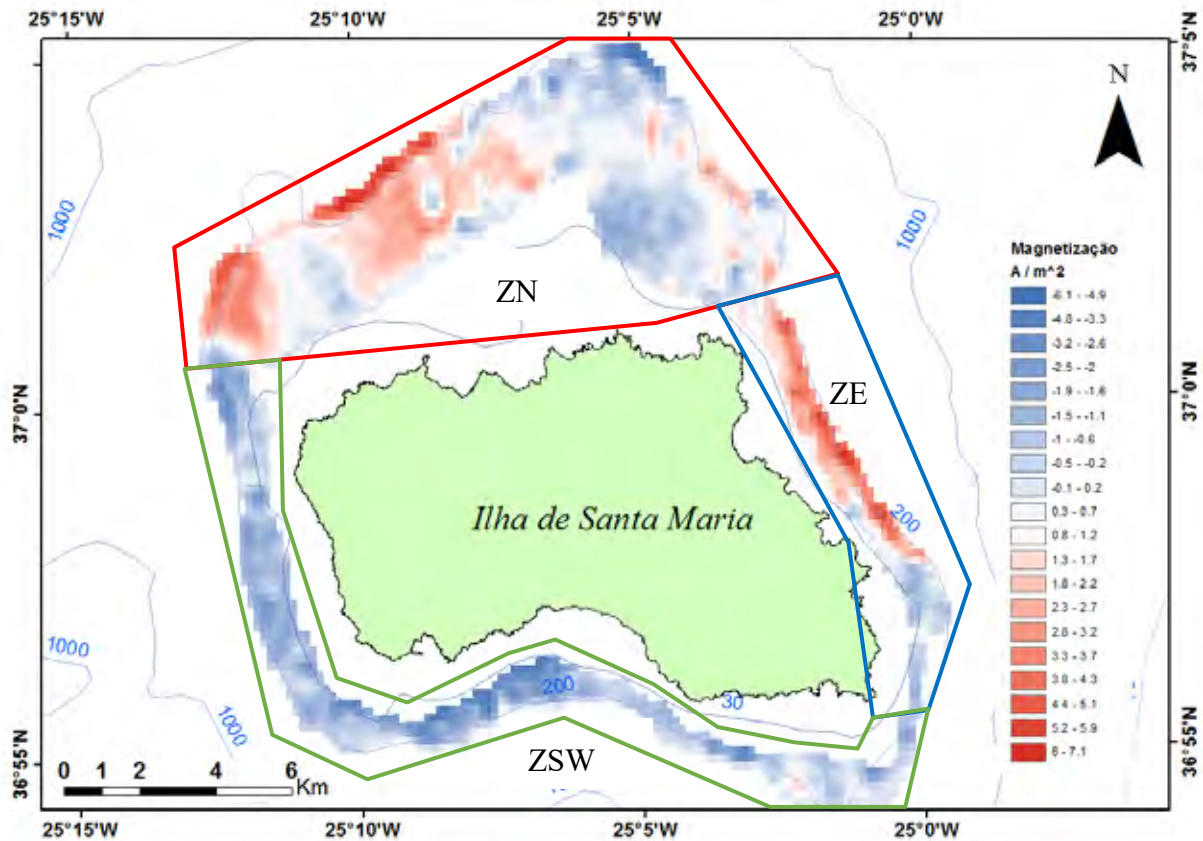 25°15'W 25°10'W 25°5'W 25°0'W
37°5'N
N
1000
1000
Magnetização
A / m^2
-6.1 - -4.9
-4.8 - -3.3
-3.2 - -2.6
-2.5 - -2
-1.9 - -1.6
-1.5 - -1.1
-1 - -0.6
-0.5 - -0.2
-0.1 - 0.2
0.3 - 0.7
0.8 - 1.2
1.3 - 1.7
1.8 - 2.2
2.3 - 2.7
2.8 - 3.2
3.3 - 3.7
3.8 - 4.3
4.4 - 5.1
5.2 - 5.9
6 - 7.1
ZN
ZE
37°0'N
37°0'N
Ilha de Santa Maria
200
1000
200
30
1000
ZSW
36°55'N
36°55'N
0 1 2 4 6
Km
25°15'W 25°10'W 25°5'W 25°0'W